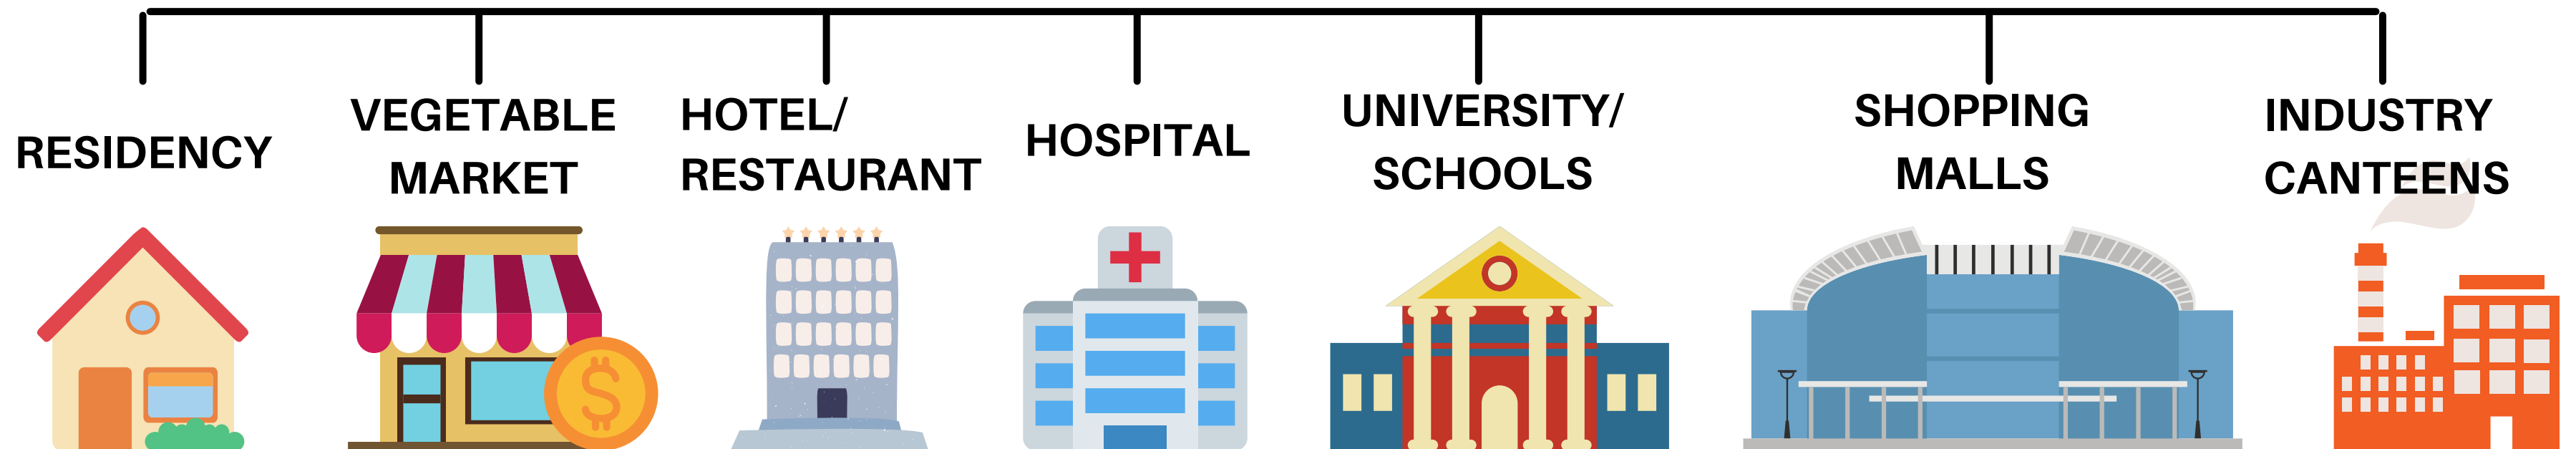 RESIDENCY
VEGETABLE
MARKET
HOTEL/
RESTAURANT
HOSPITAL
UNIVERSITY/
SCHOOLS
SHOPPING
MALLS
INDUSTRY
CANTEENS
$